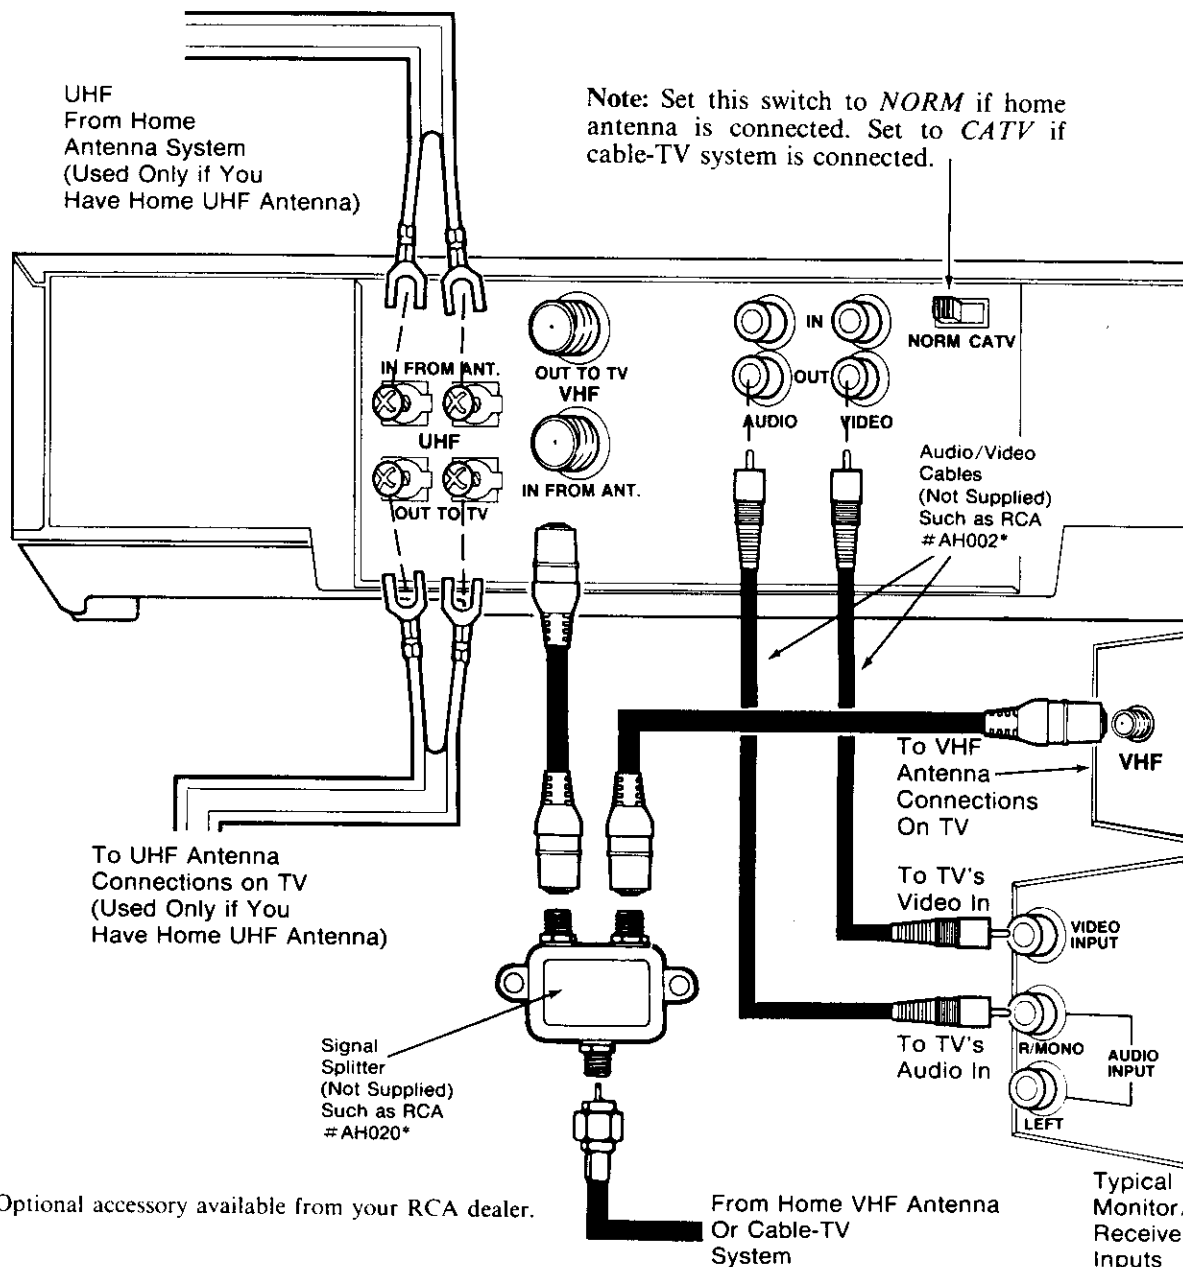 UHF
From Home
Antenna System
(Used Only if You
Have Home UHF Antenna)
Note: Set this switch to NORM if home
antenna is connected. Set to CATV if
cable-TV system is connected.
IN FROM ANT.
UHF
OUT TO TV
OUT TO TV
VHF
IN FROM ANT.
IN
OUT
AUDIO VIDEO
NORM CATV
Audio/Video
Cables
(Not Supplied)
Such as RCA
#AH002*
To VHF
Antenna
Connections
On TV
VHF
To UHF Antenna
Connections on TV
(Used Only if You
Have Home UHF Antenna)
To TV's
Video In
VIDEO
INPUT
To TV's
Audio In
R/MONO
LEFT
AUDIO
INPUT
Signal
Splitter
(Not Supplied)
Such as RCA
#AH020*
Optional accessory available from your RCA dealer.
From Home VHF Antenna
Or Cable-TV
System
Typical
Monitor/
Receive
Inputs